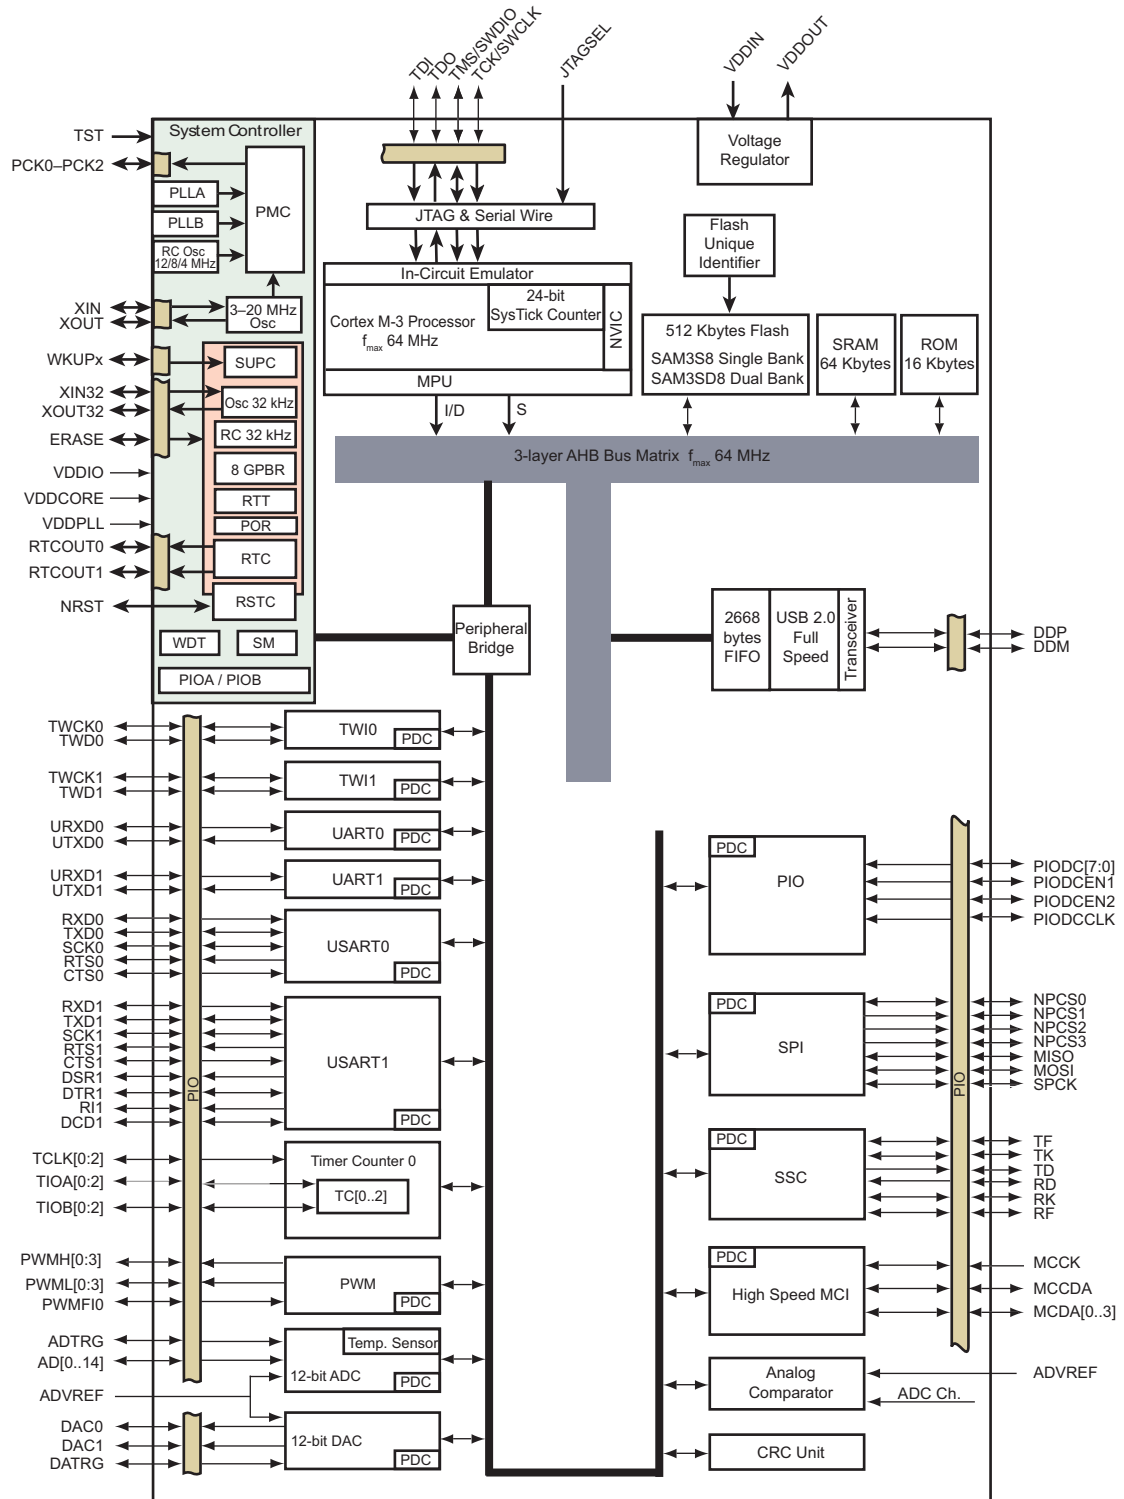 TDI
TDO
TMS/SWDIO
TCK/SWCLK
JTAGSEL
VDDIN
VDDOUT
TST
PCK0–PCK2
XIN
XOUT
WKUPx
XIN32
XOUT32
ERASE
VDDIO
VDDCORE
VDDPLL
RTCOUT0
RTCOUT1
NRST
System Controller
PLLA
PLLB
RC Osc
12/8/4 MHz
PMC
3–20 MHz
Osc
SUPC
Osc 32 kHz
RC 32 kHz
8 GPBR
RTT
POR
RTC
RSTC
WDT
SM
PIOA / PIOB
JTAG & Serial Wire
In-Circuit Emulator
24-bit
SysTick Counter
Cortex M-3 Processor
fmax 64 MHz
NVIC
MPU
I/D
S
Voltage
Regulator
Flash
Unique
Identifier
512 Kbytes Flash
SAM3S8 Single Bank
SAM3SD8 Dual Bank
SRAM
64 Kbytes
ROM
16 Kbytes
3-layer AHB Bus Matrix fmax 64 MHz
Peripheral
Bridge
2668
bytes
FIFO
USB 2.0
Full
Speed
Transceiver
DDP
DDM
TWCK0
TWD0
TWCK1
TWD1
URXD0
UTXD0
URXD1
UTXD1
RXD0
TXD0
SCK0
RTS0
CTS0
RXD1
TXD1
SCK1
RTS1
CTS1
DSR1
DTR1
RI1
DCD1
TCLK[0:2]
TIOA[0:2]
TIOB[0:2]
PWMH[0:3]
PWML[0:3]
PWMFI0
ADTRG
AD[0..14]
ADVREF
DAC0
DAC1
DATRG
PIO
TWI0
PDC
TWI1
PDC
UART0
PDC
UART1
PDC
USART0
PDC
USART1
PDC
Timer Counter 0
TC[0..2]
PWM
PDC
Temp. Sensor
12-bit ADC
PDC
12-bit DAC
PDC
PDC
PIO
PDC
SPI
PDC
SSC
PDC
High Speed MCI
Analog
Comparator
ADC Ch.
CRC Unit
PIO
PIODC[7:0]
PIODCEN1
PIODCEN2
PIODCCLK
NPCS0
NPCS1
NPCS2
NPCS3
MISO
MOSI
SPCK
TF
TK
TD
RD
RK
RF
MCCK
MCCDA
MCDA[0..3]
ADVREF